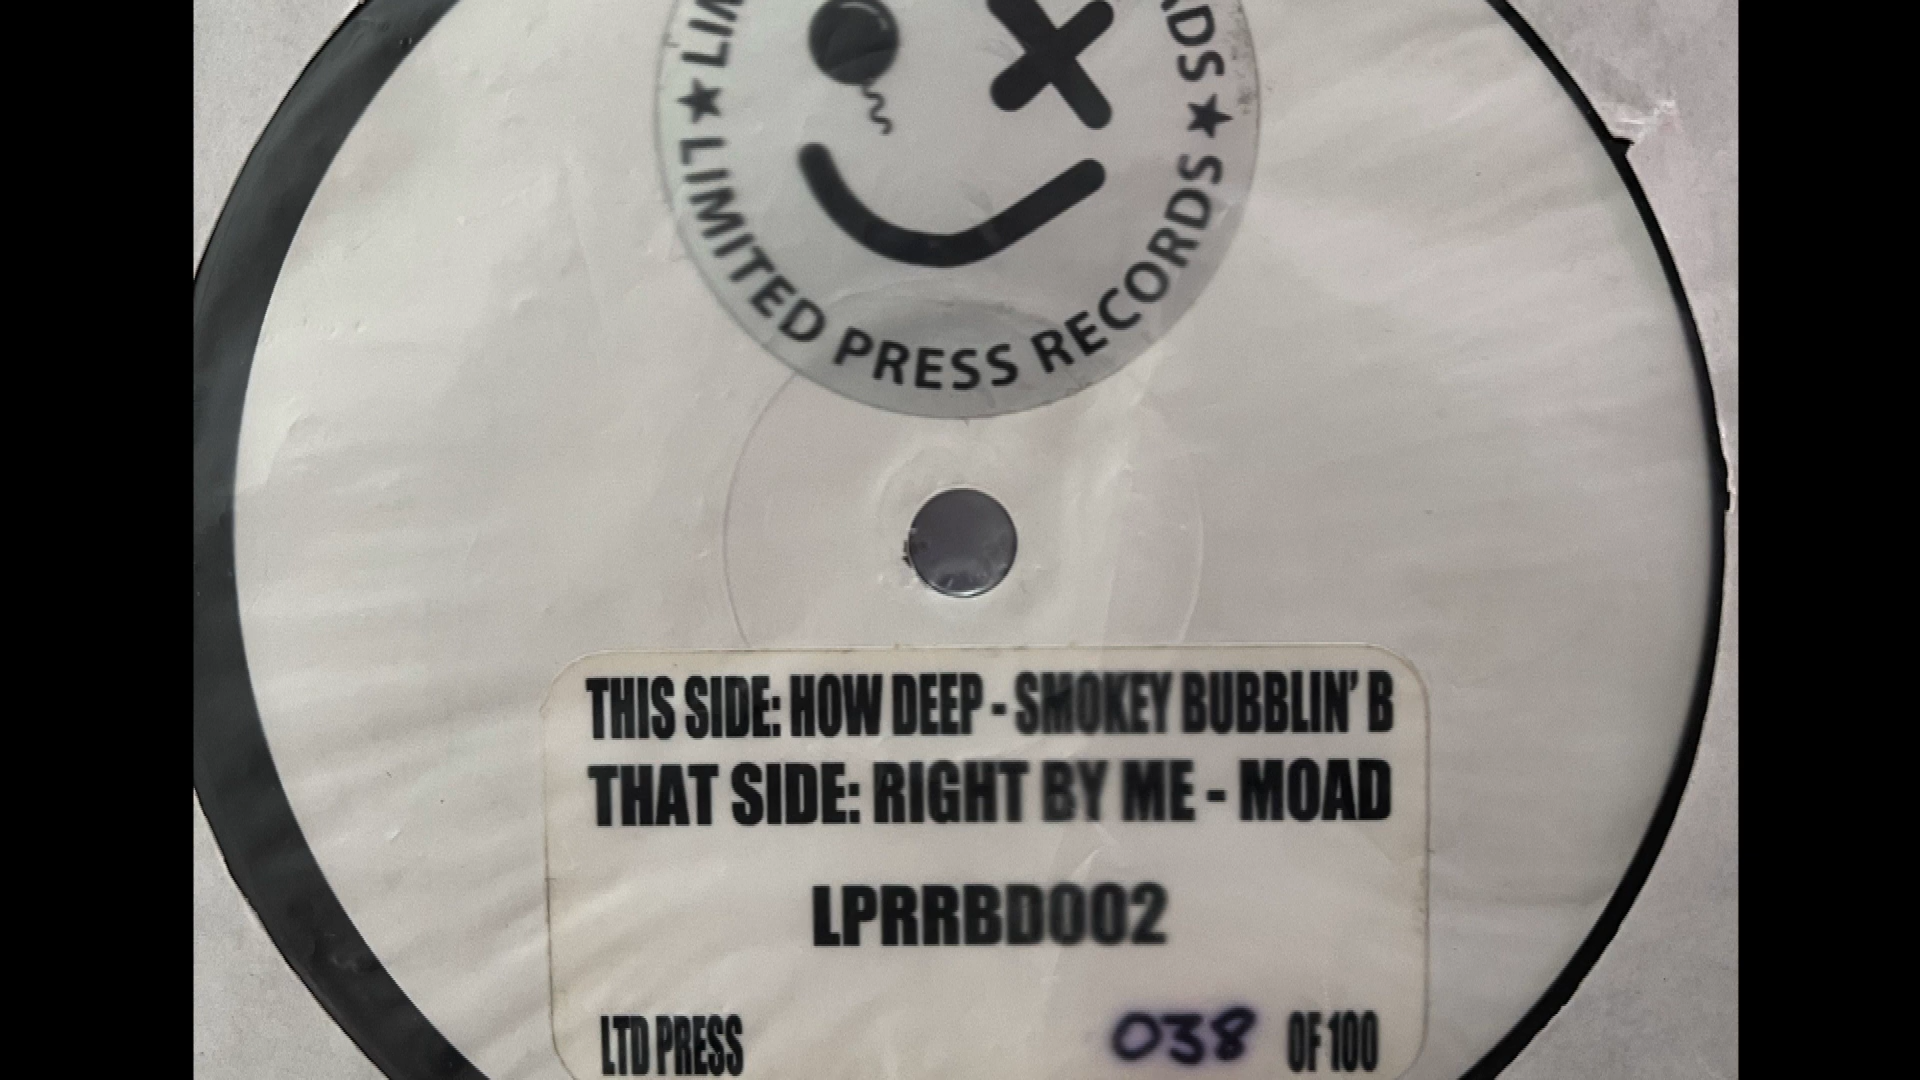 LIMITED PRESS RECORDS
THIS SIDE: HOW DEEP - SMOKEY BUBBLIN' B
THAT SIDE: RIGHT BY ME - MOAD
LPRRBD002
LTD PRESS 038 OF 100